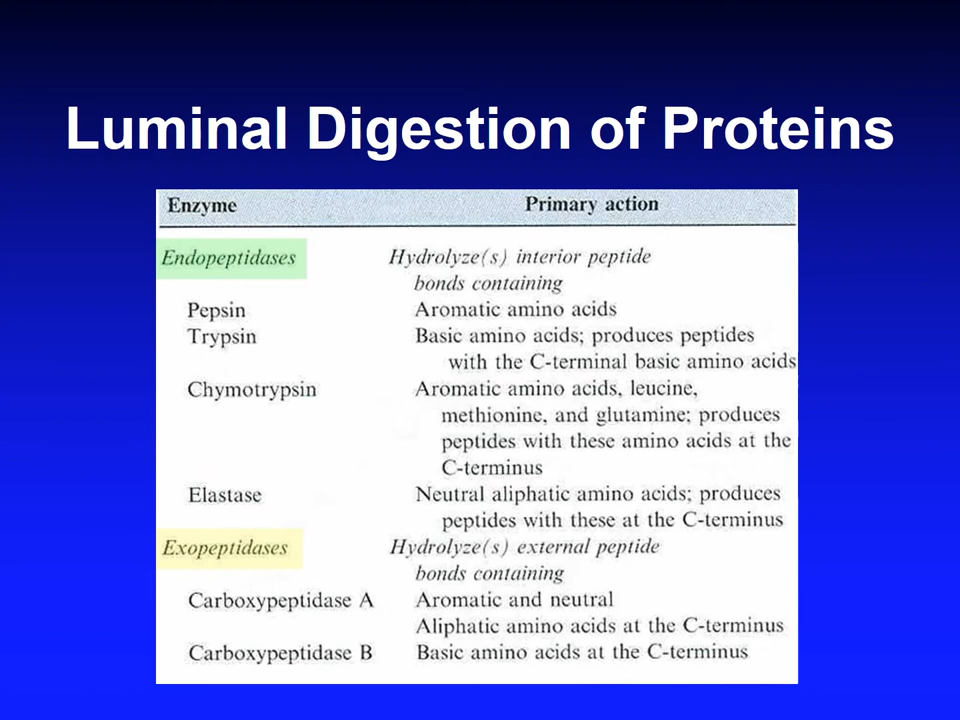 Luminal Digestion of Proteins
Enzyme Primary action
Endopeptidases Hydrolyze(s) interior peptide
bonds containing
Pepsin Aromatic amino acids
Trypsin Basic amino acids; produces peptides
with the C-terminal basic amino acids
Chymotrypsin Aromatic amino acids, leucine,
methionine, and glutamine; produces
peptides with these amino acids at the
C-terminus
Elastase Neutral aliphatic amino acids; produces
peptides with these at the C-terminus
Exopeptidases Hydrolyze(s) external peptide
bonds containing
Carboxypeptidase A Aromatic and neutral
Aliphatic amino acids at the C-terminus
Carboxypeptidase B Basic amino acids at the C-terminus